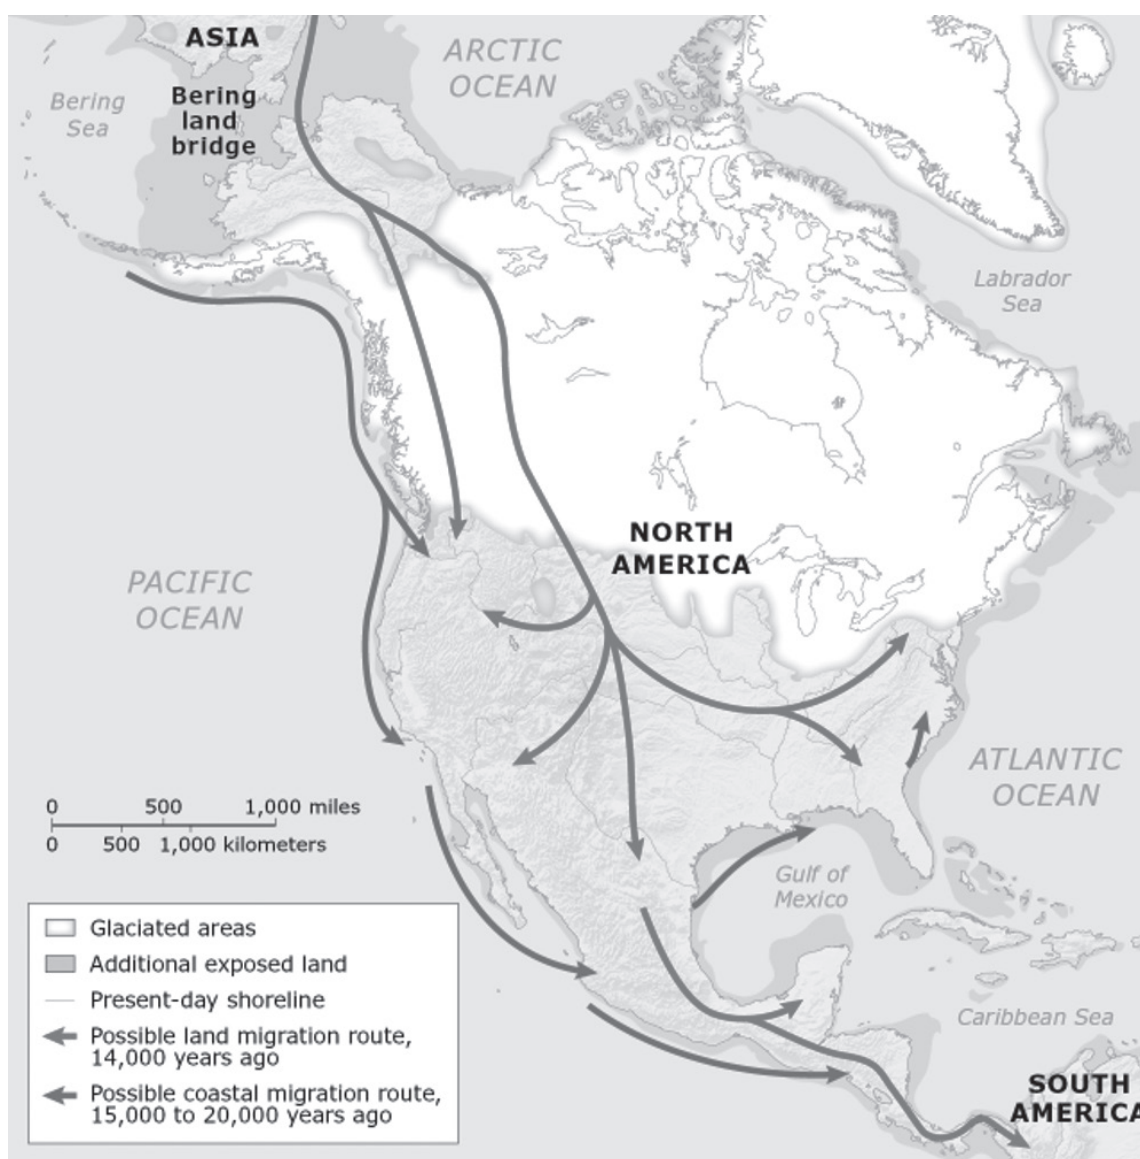 ASIA
ARCTIC
OCEAN
Bering
Sea
Bering
land
bridge
Labrador
Sea
NORTH
AMERICA
PACIFIC
OCEAN
ATLANTIC
OCEAN
0 500 1,000 miles
0 500 1,000 kilometers
Gulf of
Mexico
Caribbean Sea
SOUTH
AMERICA
Glaciated areas
Additional exposed land
Present-day shoreline
Possible land migration route,
14,000 years ago
Possible coastal migration route,
15,000 to 20,000 years ago